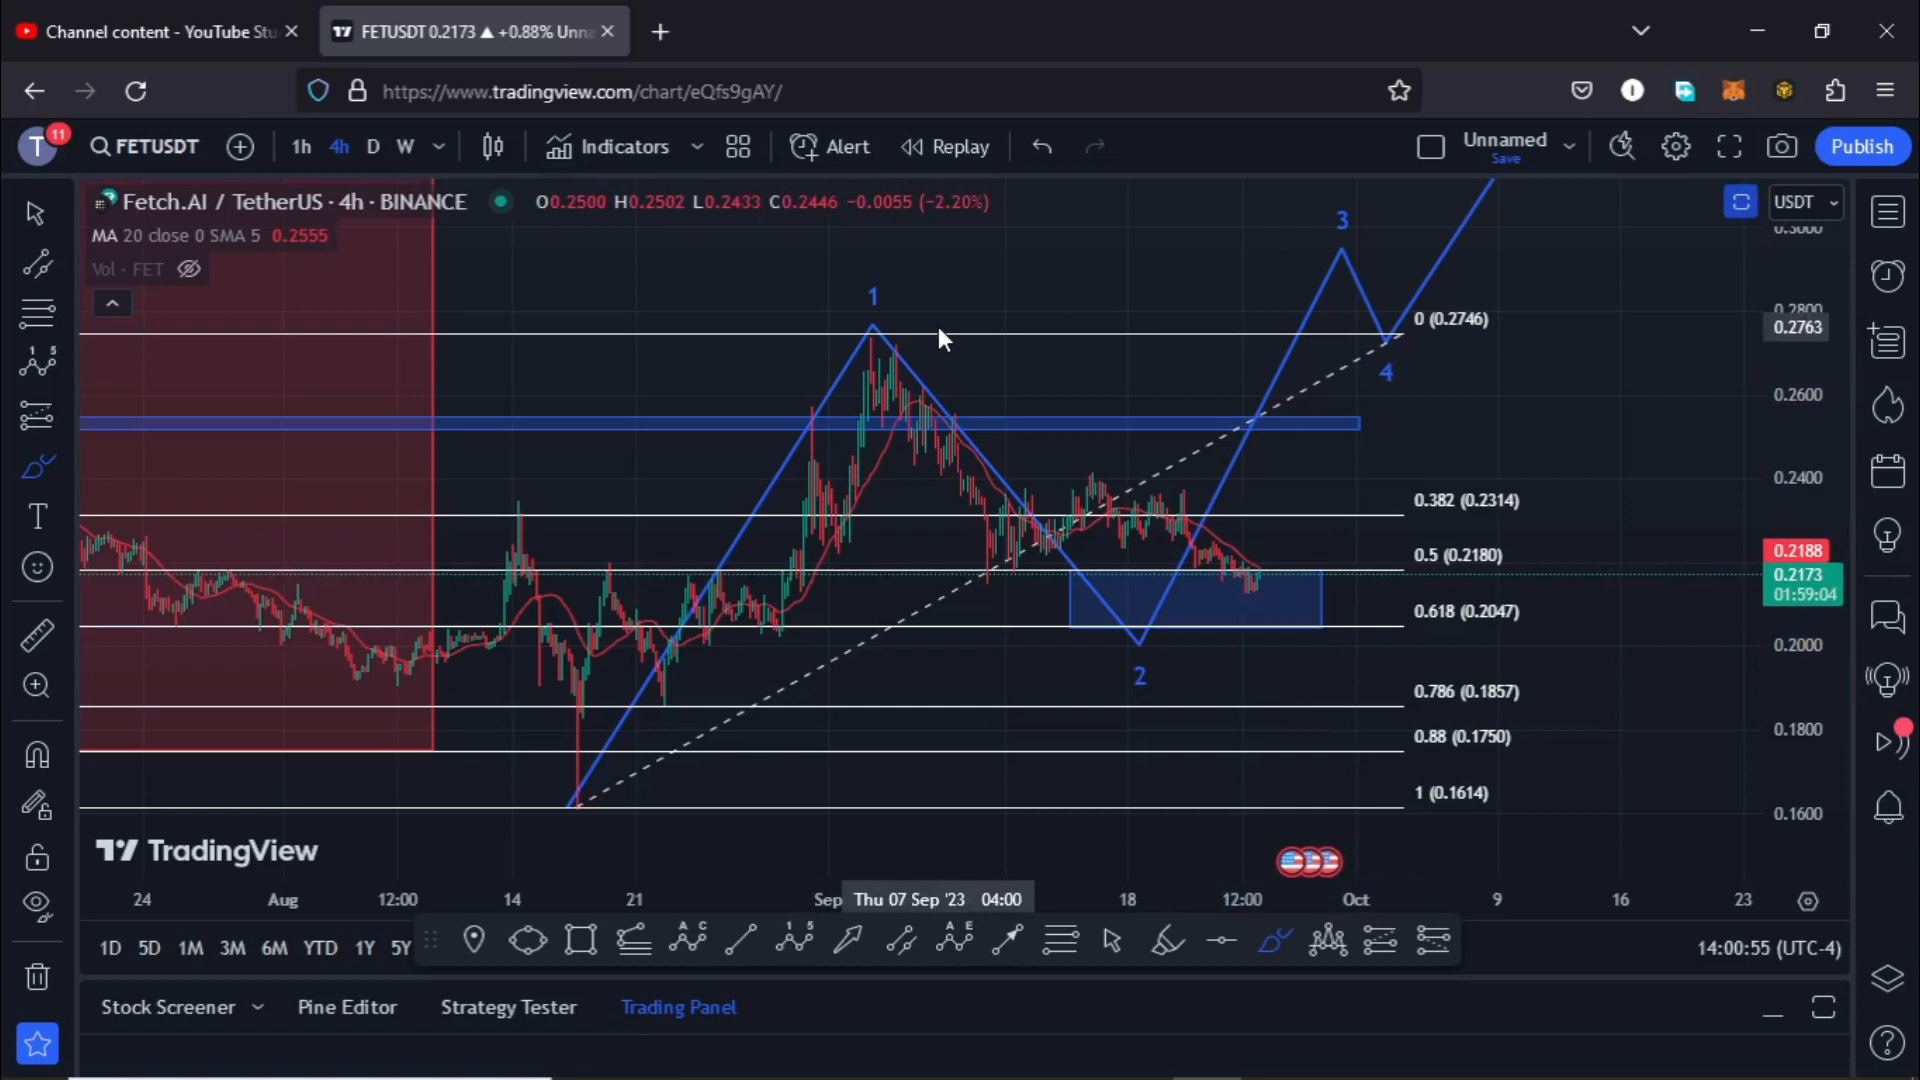 Channel content - YouTube Stu
FETUSDT 0.2173 ▲ +0.88% Unna
https://www.tradingview.com/chart/eQfs9gAY/
T
11
FETUSDT
1h
4h
D
W
Indicators
Alert
Replay
Unnamed
Save
Publish
Fetch.AI / TetherUS · 4h · BINANCE
O0.2500 H0.2502 L0.2433 C0.2446 −0.0055 (−2.20%)
USDT
MA 20 close 0 SMA 5 0.2555
Vol · FET
3
1
0.3000
0.2800
0 (0.2746)
0.2763
4
0.2600
0.2400
0.382 (0.2314)
0.5 (0.2180)
0.2188
0.2173
01:59:04
0.618 (0.2047)
0.2000
2
0.786 (0.1857)
0.1800
0.88 (0.1750)
1 (0.1614)
0.1600
TradingView
24
Aug
12:00
14
21
Sep
Thu 07 Sep '23 04:00
18
12:00
Oct
9
16
23
1D 5D 1M 3M 6M YTD 1Y 5Y
14:00:55 (UTC-4)
Stock Screener
Pine Editor
Strategy Tester
Trading Panel